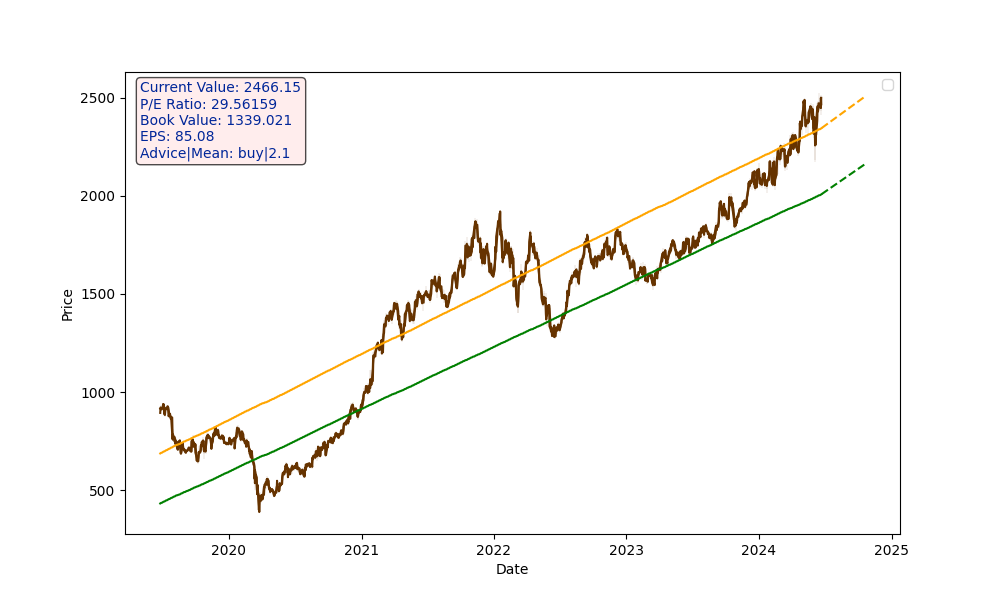 Current Value: 2466.15
P/E Ratio: 29.56159
Book Value: 1339.021
EPS: 85.08
Advice|Mean: buy|2.1
2500
2000
1500
1000
500
Price
2020 2021 2022 2023 2024 2025
Date